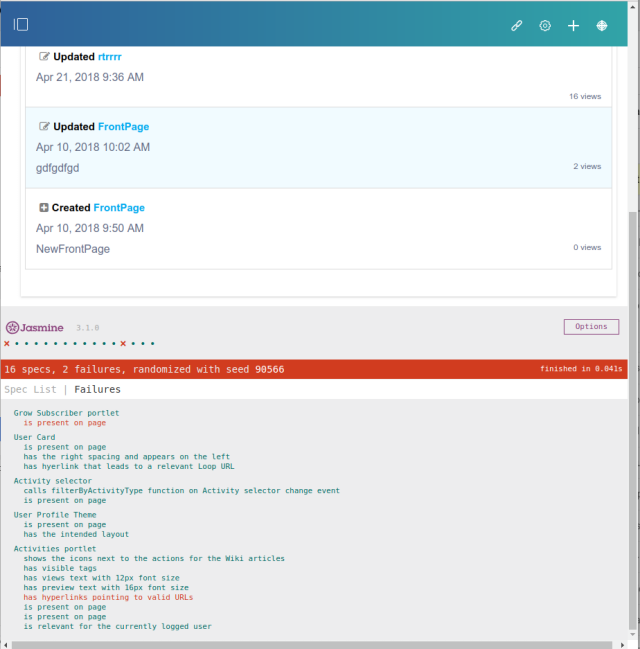 Updated rtrrrr
Apr 21, 2018 9:36 AM
16 views
Updated FrontPage
Apr 10, 2018 10:02 AM
gdfgdfgd
2 views
Created FrontPage
Apr 10, 2018 9:50 AM
NewFrontPage
0 views
Jasmine 3.1.0
Options
16 specs, 2 failures, randomized with seed 90566
finished in 0.041s
Spec List | Failures
Grow Subscriber portlet
is present on page
User Card
is present on page
has the right spacing and appears on the left
has hyerlink that leads to a relevant Loop URL
Activity selector
calls filterByActivityType function on Activity selector change event
is present on page
User Profile Theme
is present on page
has the intended layout
Activities portlet
shows the icons next to the actions for the Wiki articles
has visible tags
has views text with 12px font size
has preview text with 16px font size
has hyperlinks pointing to valid URLs
is present on page
is present on page
is relevant for the currently logged user